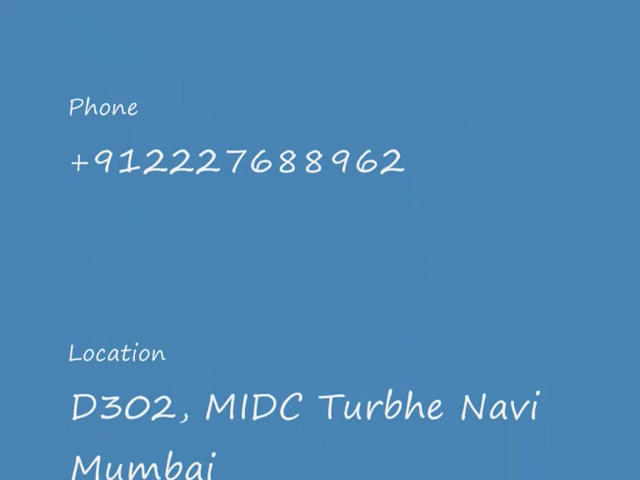 Phone
+912227688962
Location
D302, MIDC Turbhe Navi
Mumbai